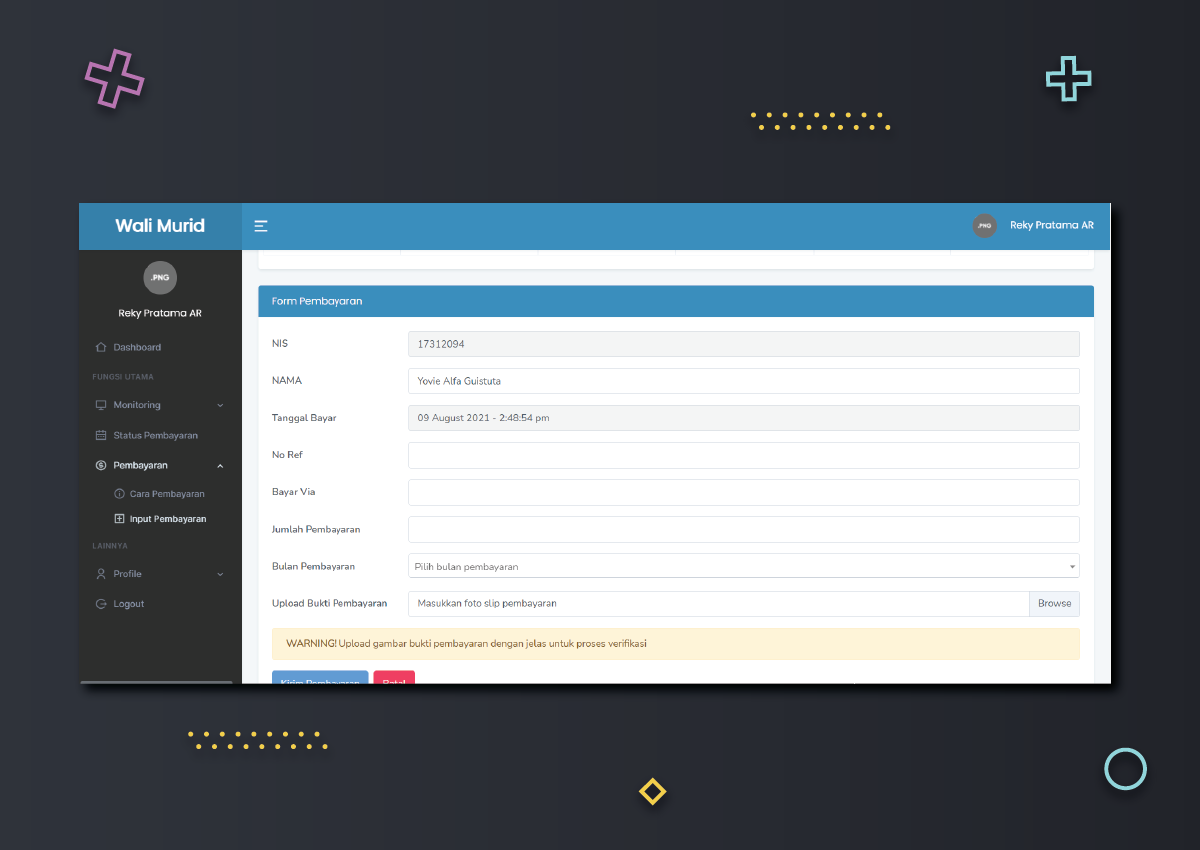 Wali Murid
.PNG
Reky Pratama AR
.PNG
Reky Pratama AR
Dashboard
FUNGSI UTAMA
Monitoring
Status Pembayaran
Pembayaran
Cara Pembayaran
Input Pembayaran
LAINNYA
Profile
Logout
Form Pembayaran
NIS
17312094
NAMA
Yovie Alfa Guistuta
Tanggal Bayar
09 August 2021 - 2:48:54 pm
No Ref
Bayar Via
Jumlah Pembayaran
Bulan Pembayaran
Pilih bulan pembayaran
Upload Bukti Pembayaran
Masukkan foto slip pembayaran
Browse
WARNING! Upload gambar bukti pembayaran dengan jelas untuk proses verifikasi
Kirim Pembayaran
Batal